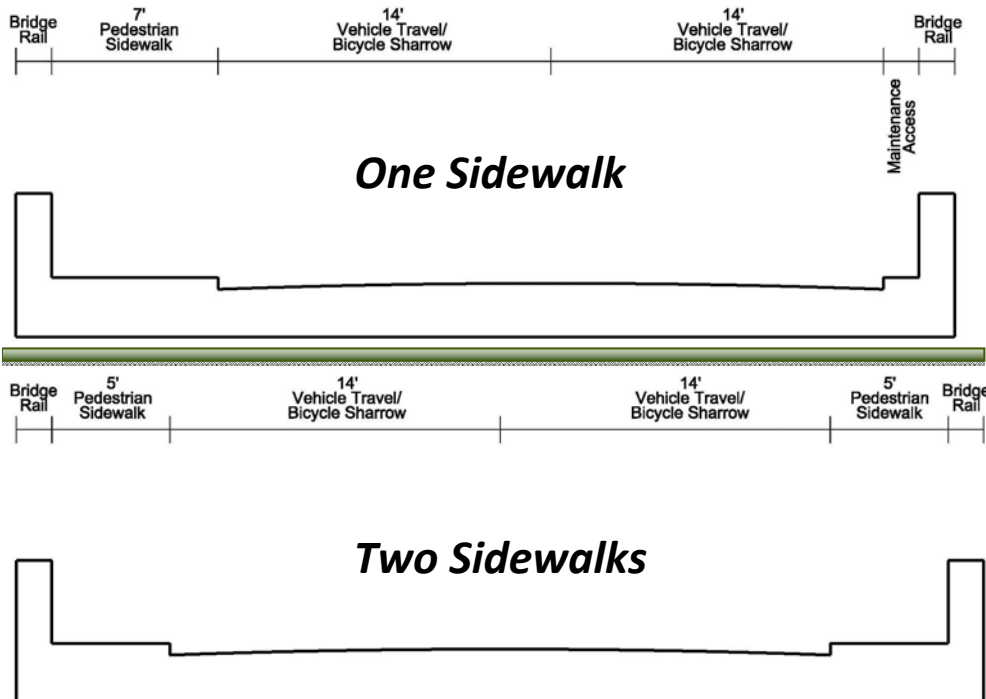 Bridge
Rail
7'
Pedestrian
Sidewalk
14'
Vehicle Travel/
Bicycle Sharrow
14'
Vehicle Travel/
Bicycle Sharrow
Bridge
Rail
Maintenance
Access
One Sidewalk
Bridge
Rail
5'
Pedestrian
Sidewalk
14'
Vehicle Travel/
Bicycle Sharrow
14'
Vehicle Travel/
Bicycle Sharrow
5'
Pedestrian
Sidewalk
Bridge
Rail
Two Sidewalks